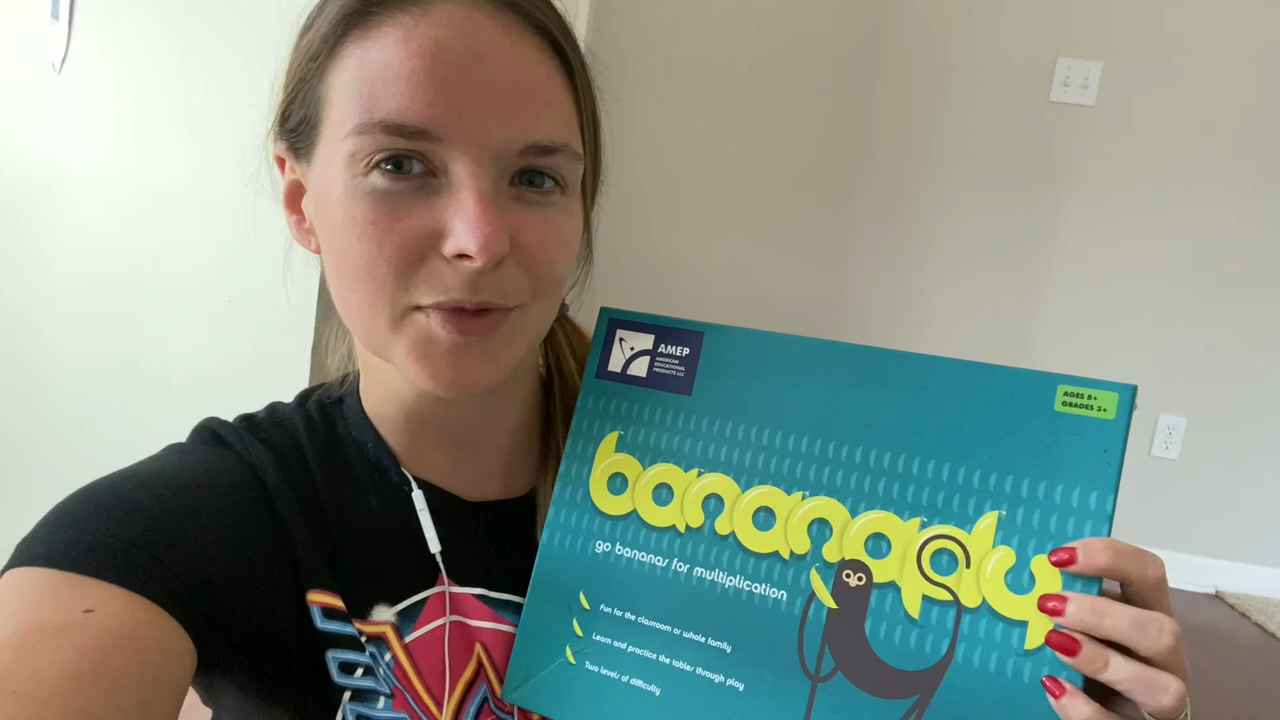 AMEP
AMERICAN
EDUCATIONAL
PRODUCTS LLC
AGES 8+
GRADES 3+
bananaply
go bananas for multiplication
Fun for the classroom or whole family
Learn and practice the tables through play
Two levels of difficulty